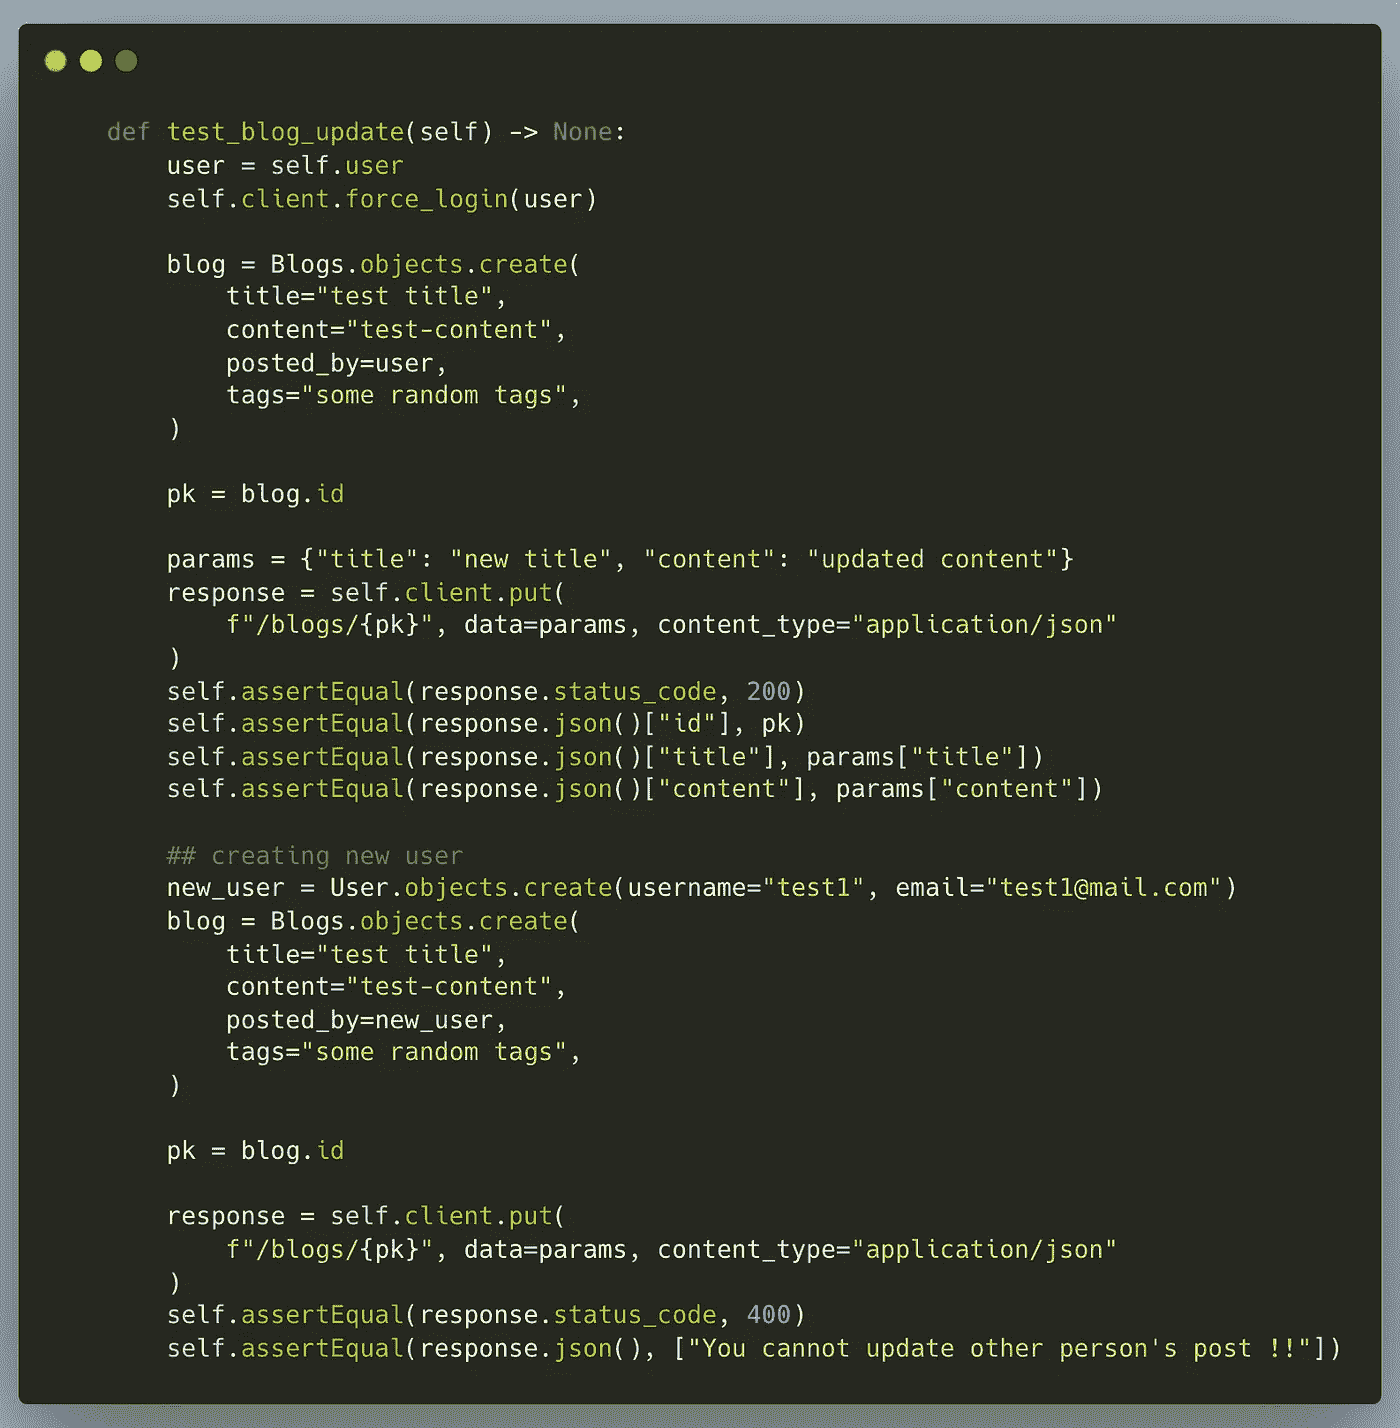 def test_blog_update(self) -> None:
    user = self.user
    self.client.force_login(user)

    blog = Blogs.objects.create(
        title="test title",
        content="test-content",
        posted_by=user,
        tags="some random tags",
    )

    pk = blog.id

    params = {"title": "new title", "content": "updated content"}
    response = self.client.put(
        f"/blogs/{pk}", data=params, content_type="application/json"
    )
    self.assertEqual(response.status_code, 200)
    self.assertEqual(response.json()["id"], pk)
    self.assertEqual(response.json()["title"], params["title"])
    self.assertEqual(response.json()["content"], params["content"])

    ## creating new user
    new_user = User.objects.create(username="test1", email="test1@mail.com")
    blog = Blogs.objects.create(
        title="test title",
        content="test-content",
        posted_by=new_user,
        tags="some random tags",
    )

    pk = blog.id

    response = self.client.put(
        f"/blogs/{pk}", data=params, content_type="application/json"
    )
    self.assertEqual(response.status_code, 400)
    self.assertEqual(response.json(), ["You cannot update other person's post !!"])